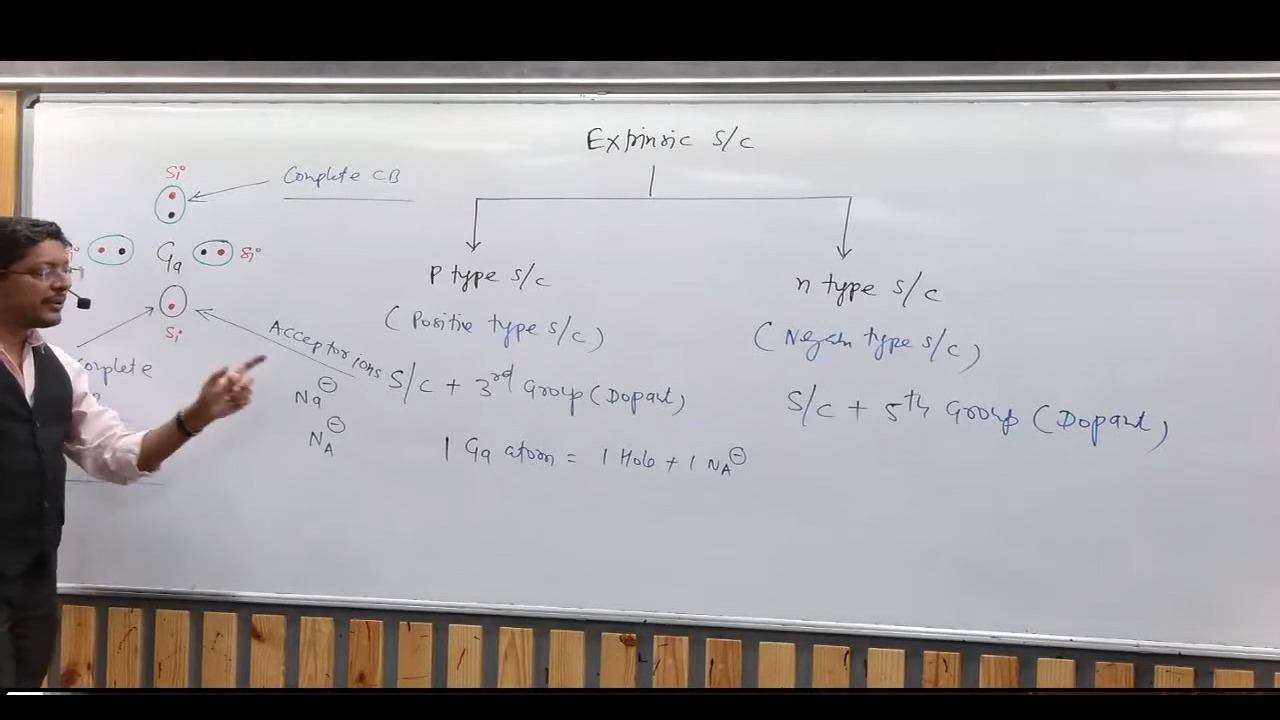 Extrinsic S/C
Si
Complete CB
Ga
Si
Si
P type S/C
(Positive type S/C)
Acceptor ions
S/C + 3rd Group (Dopant)
Na⊖
NA⊖
1 Ga atom = 1 Hole + 1 NA⊖
n type S/C
type S/C)
S/C + 5th Group (Dopant)